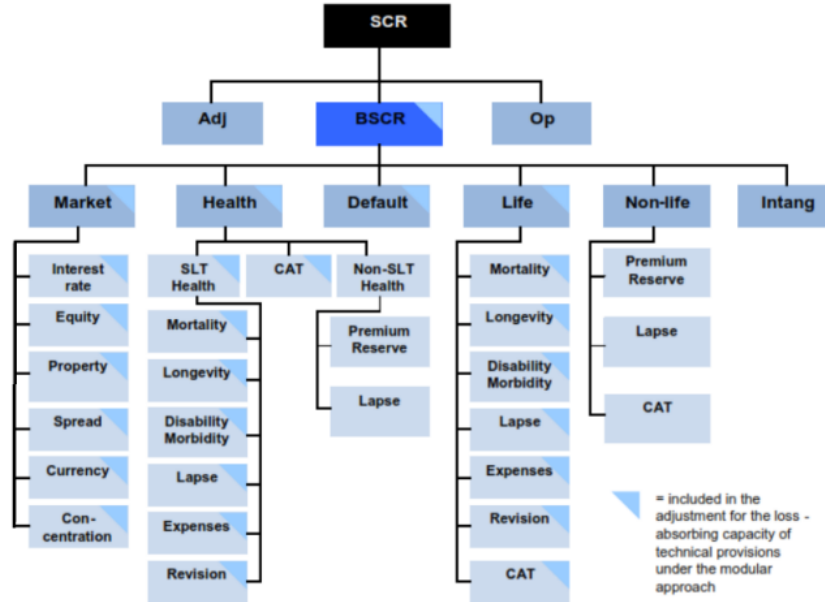 SCR
Adj
BSCR
Op
Market
Health
Default
Life
Non-life
Intang
Interest
rate
Equity
Property
Spread
Currency
Con-
centration
SLT
Health
CAT
Non-SLT
Health
Mortality
Longevity
Disability
Morbidity
Lapse
Expenses
Revision
Premium
Reserve
Lapse
Mortality
Longevity
Disability
Morbidity
Lapse
Expenses
Revision
CAT
Premium
Reserve
Lapse
CAT
= included in the
adjustment for the loss -
absorbing capacity of
technical provisions
under the modular
approach